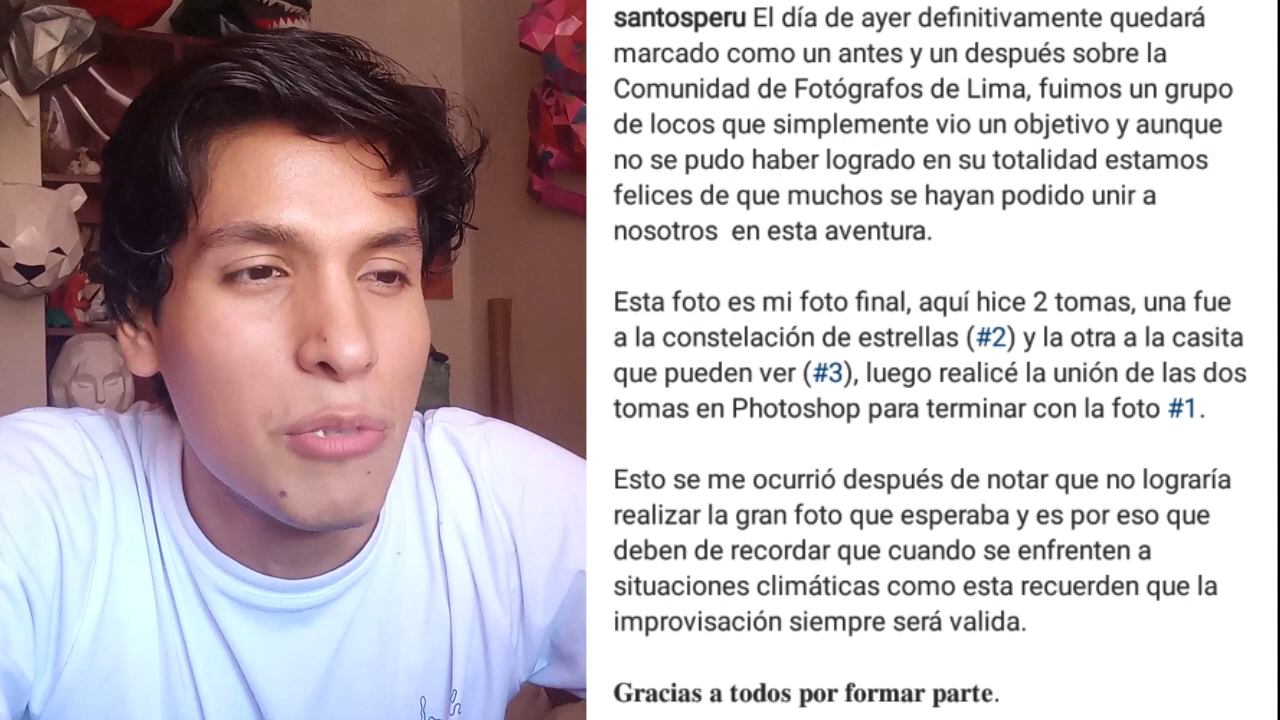 santosperu El día de ayer definitivamente quedará
marcado como un antes y un después sobre la
Comunidad de Fotógrafos de Lima, fuimos un grupo
de locos que simplemente vio un objetivo y aunque
no se pudo haber logrado en su totalidad estamos
felices de que muchos se hayan podido unir a
nosotros  en esta aventura.
Esta foto es mi foto final, aquí hice 2 tomas, una fue
a la constelación de estrellas (#2) y la otra a la casita
que pueden ver (#3), luego realicé la unión de las dos
tomas en Photoshop para terminar con la foto #1.
Esto se me ocurrió después de notar que no lograría
realizar la gran foto que esperaba y es por eso que
deben de recordar que cuando se enfrenten a
situaciones climáticas como esta recuerden que la
improvisación siempre será valida.
Gracias a todos por formar parte.